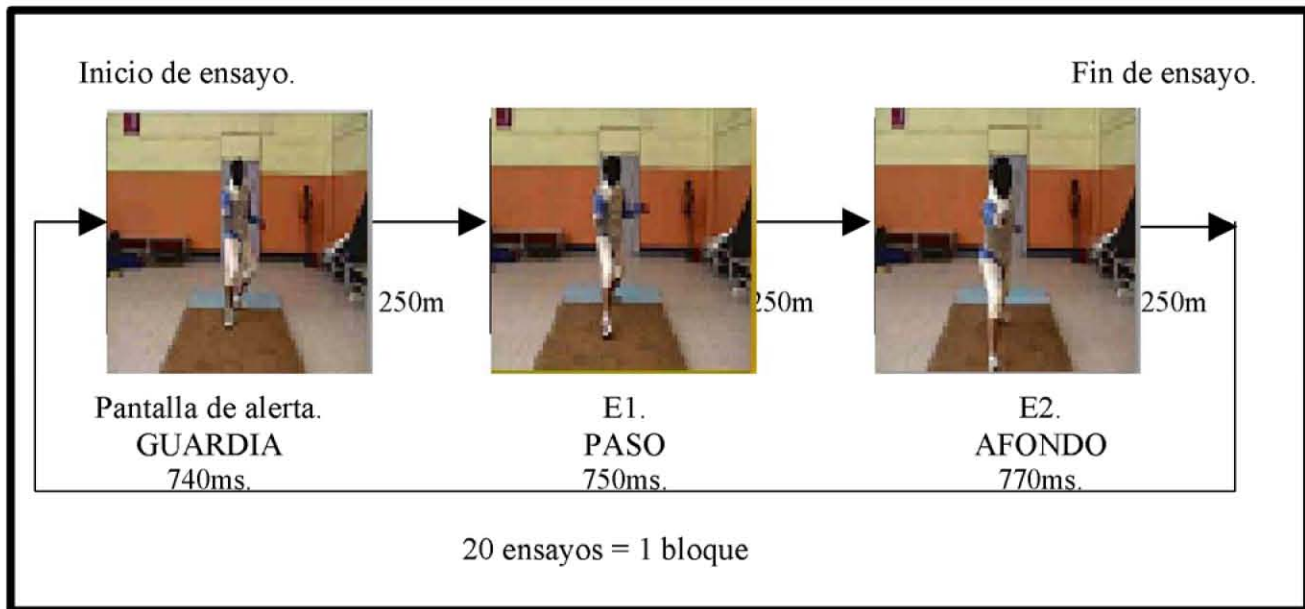 Inicio de ensayo.
Fin de ensayo.
250m
250m
250m
Pantalla de alerta.
GUARDIA
740ms.
E1.
PASO
750ms.
E2.
AFONDO
770ms.
20 ensayos = 1 bloque